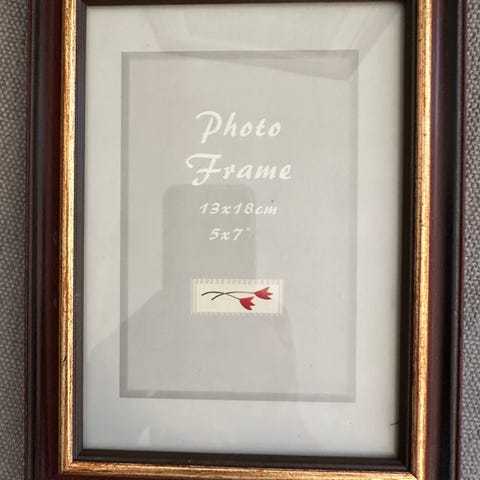 Photo
Frame
13x18cm
5x7"